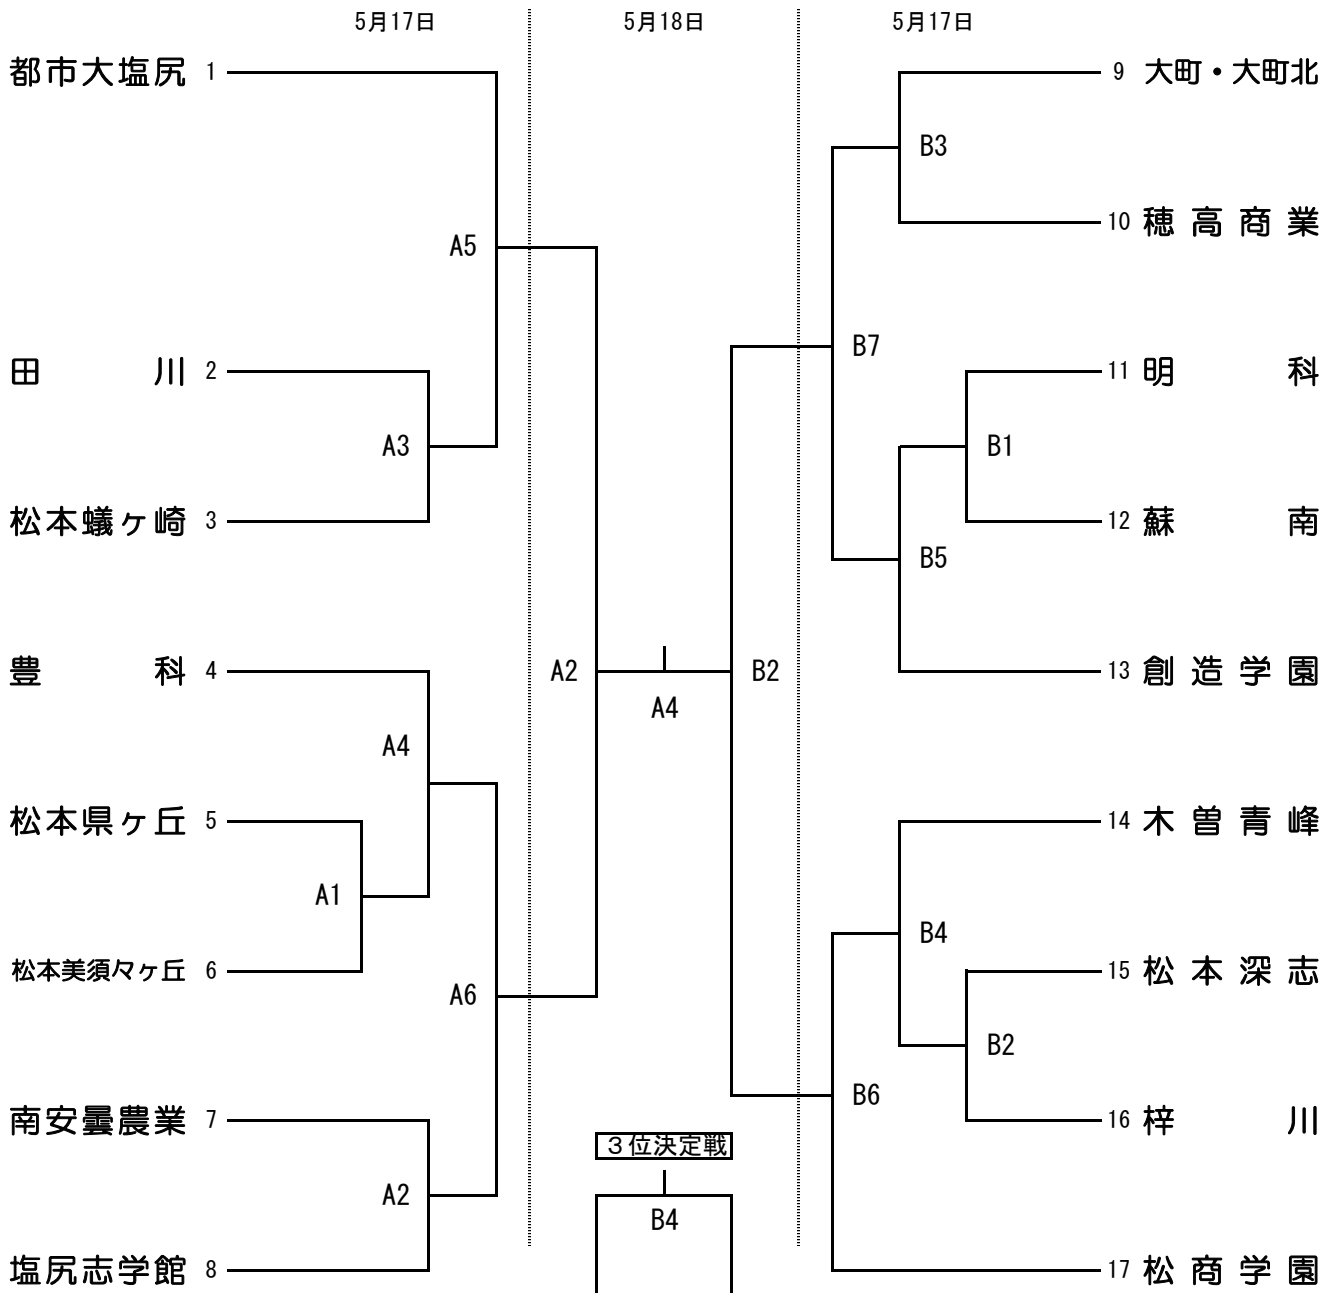 5月17日 5月18日 5月17日
都市大塩尻 1
9 大町・大町北
B3
10 穂高商業
A5
田川 2
B7
11 明科
A3
B1
松本蟻ヶ崎 3
12 蘇南
B5
豊科 4
A2
A4
B2
13 創造学園
A4
松本県ヶ丘 5
14 木曽青峰
A1
B4
松本美須々ヶ丘 6
15 松本深志
A6
B2
B6
南安曇農業 7
16 梓川
3位決定戦
A2
B4
塩尻志学館 8
17 松商学園